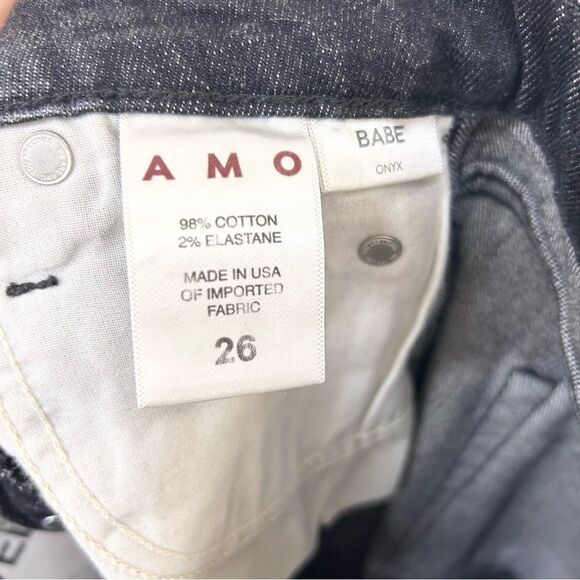 AMO
98% COTTON
2% ELASTANE
MADE IN USA
OF IMPORTED
FABRIC
26
BABE
ONYX